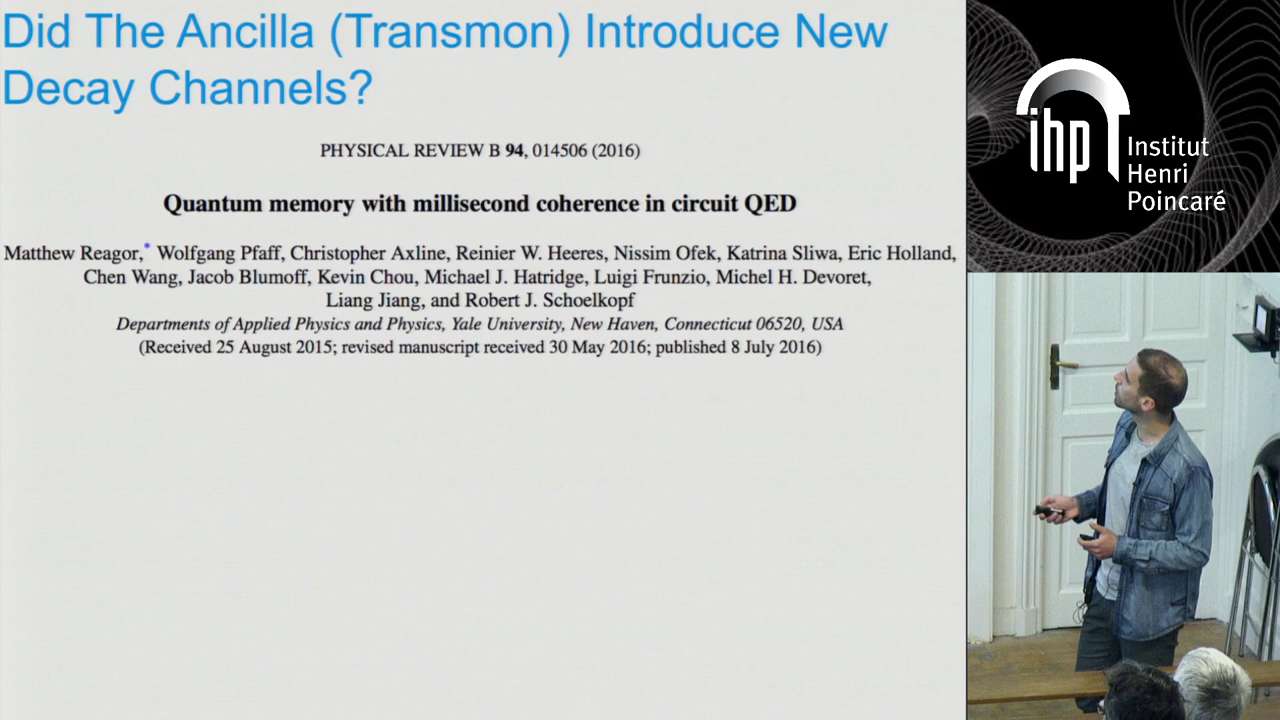 Did The Ancilla (Transmon) Introduce New
Decay Channels?
PHYSICAL REVIEW B 94, 014506 (2016)
Quantum memory with millisecond coherence in circuit QED
Matthew Reagor,* Wolfgang Pfaff, Christopher Axline, Reinier W. Heeres, Nissim Ofek, Katrina Sliwa, Eric Holland,
Chen Wang, Jacob Blumoff, Kevin Chou, Michael J. Hatridge, Luigi Frunzio, Michel H. Devoret,
Liang Jiang, and Robert J. Schoelkopf
Departments of Applied Physics and Physics, Yale University, New Haven, Connecticut 06520, USA
(Received 25 August 2015; revised manuscript received 30 May 2016; published 8 July 2016)
ihp
Institut
Henri
Poincaré